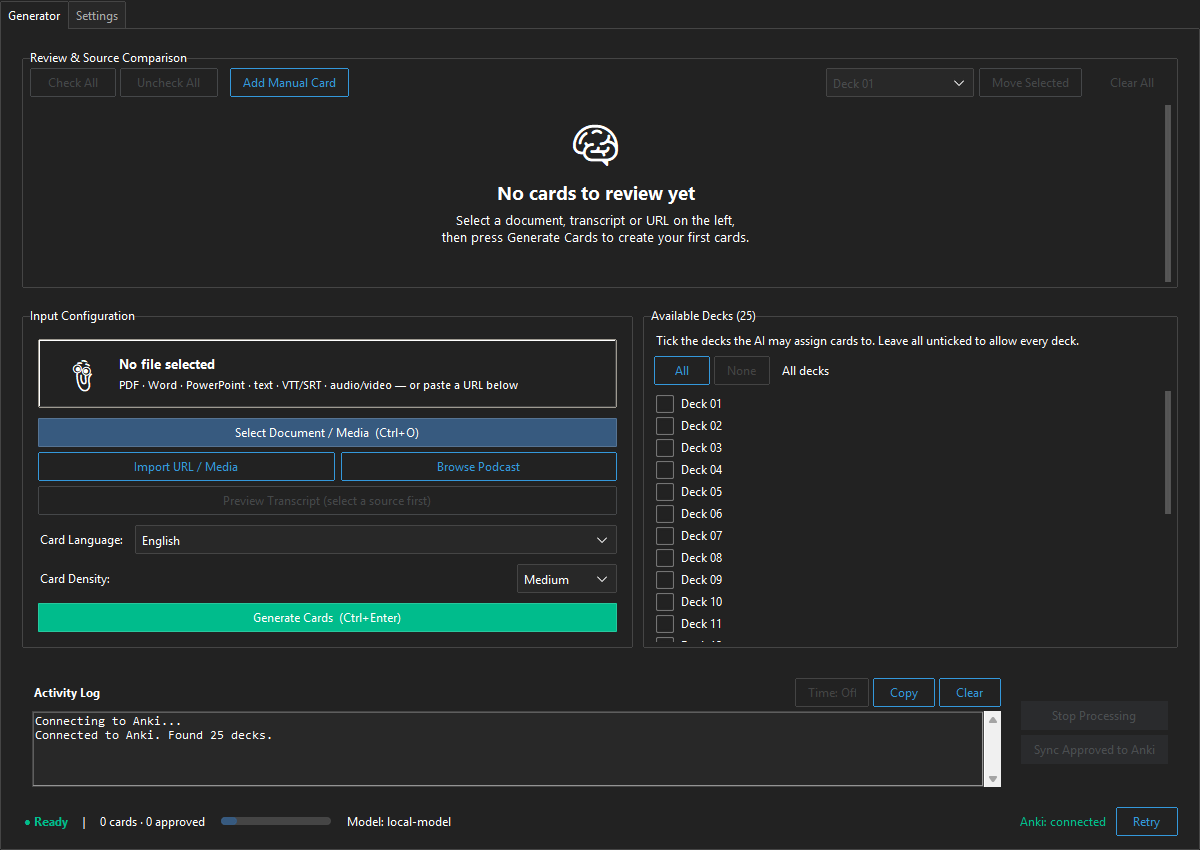 Generator
Settings
Review & Source Comparison
Check All
Uncheck All
Add Manual Card
Deck 01
Move Selected
Clear All
No cards to review yet
Select a document, transcript or URL on the left,
then press Generate Cards to create your first cards.
Input Configuration
No file selected
PDF · Word · PowerPoint · text · VTT/SRT · audio/video — or paste a URL below
Select Document / Media (Ctrl+O)
Import URL / Media
Browse Podcast
Preview Transcript (select a source first)
Card Language:
English
Card Density:
Medium
Generate Cards (Ctrl+Enter)
Available Decks (25)
Tick the decks the AI may assign cards to. Leave all unticked to allow every deck.
All
None
All decks
Deck 01
Deck 02
Deck 03
Deck 04
Deck 05
Deck 06
Deck 07
Deck 08
Deck 09
Deck 10
Deck 11
Activity Log
Time: Off
Copy
Clear
Connecting to Anki...
Connected to Anki. Found 25 decks.
Stop Processing
Sync Approved to Anki
● Ready | 0 cards · 0 approved
Model: local-model
Anki: connected
Retry